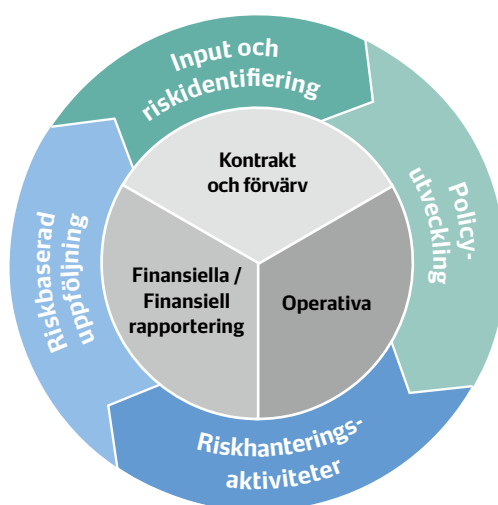 Input och
riskidentifiering
Policy-
utveckling
Riskhanterings-
aktiviteter
Riskbaserad
uppföljning
Kontrakt
och förvärv
Operativa
Finansiella /
Finansiell
rapportering